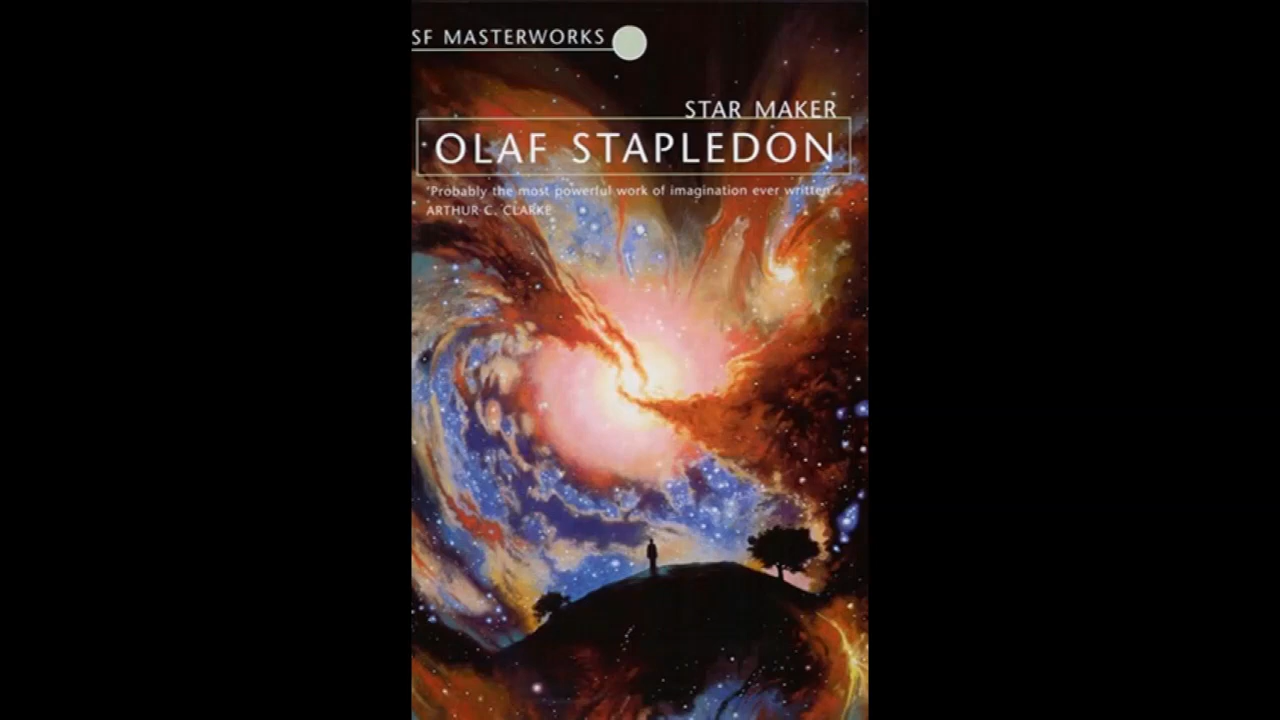 SF MASTERWORKS
STAR MAKER
OLAF STAPLEDON
'Probably the most powerful work of imagination ever written'
ARTHUR C. CLARKE